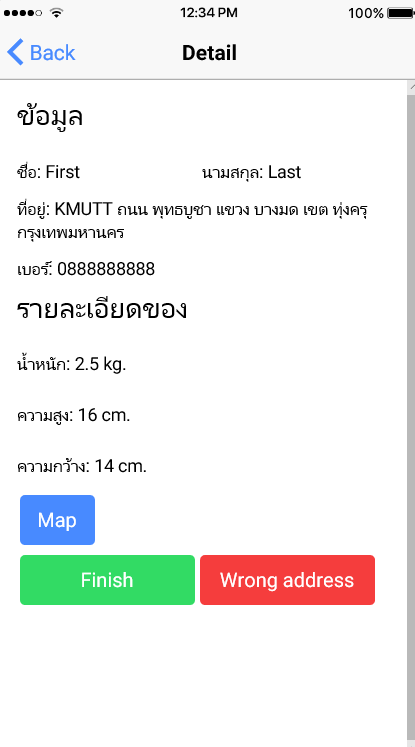 12:34 PM 100%
Back Detail
ข้อมูล
ชื่อ: First นามสกุล: Last
ที่อยู่: KMUTT ถนน พุทธบูชา แขวง บางมด เขต ทุ่งครุ
กรุงเทพมหานคร
เบอร์: 0888888888
รายละเอียดของ
น้ำหนัก: 2.5 kg.
ความสูง: 16 cm.
ความกว้าง: 14 cm.
Map
Finish Wrong address